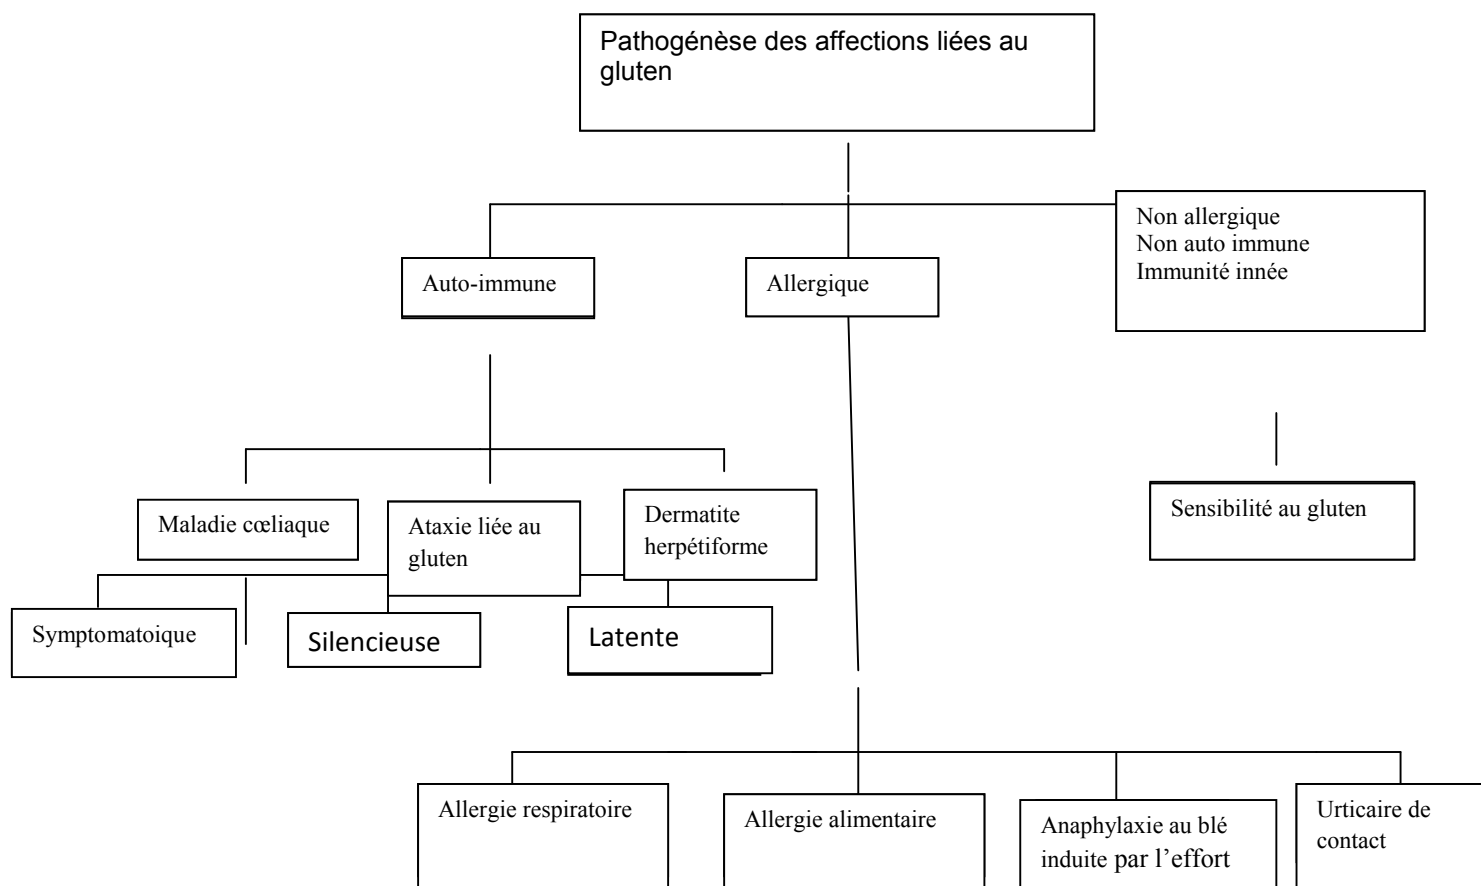 Pathogénèse des affections liées au
gluten
Non allergique
Non auto immune
Immunité innée
Auto-immune
Allergique
Maladie cœliaque
Ataxie liée au
gluten
Dermatite
herpétiforme
Sensibilité au gluten
Symptomatoique
Silencieuse
Latente
Allergie respiratoire
Allergie alimentaire
Anaphylaxie au blé
induite par l’effort
Urticaire de
contact